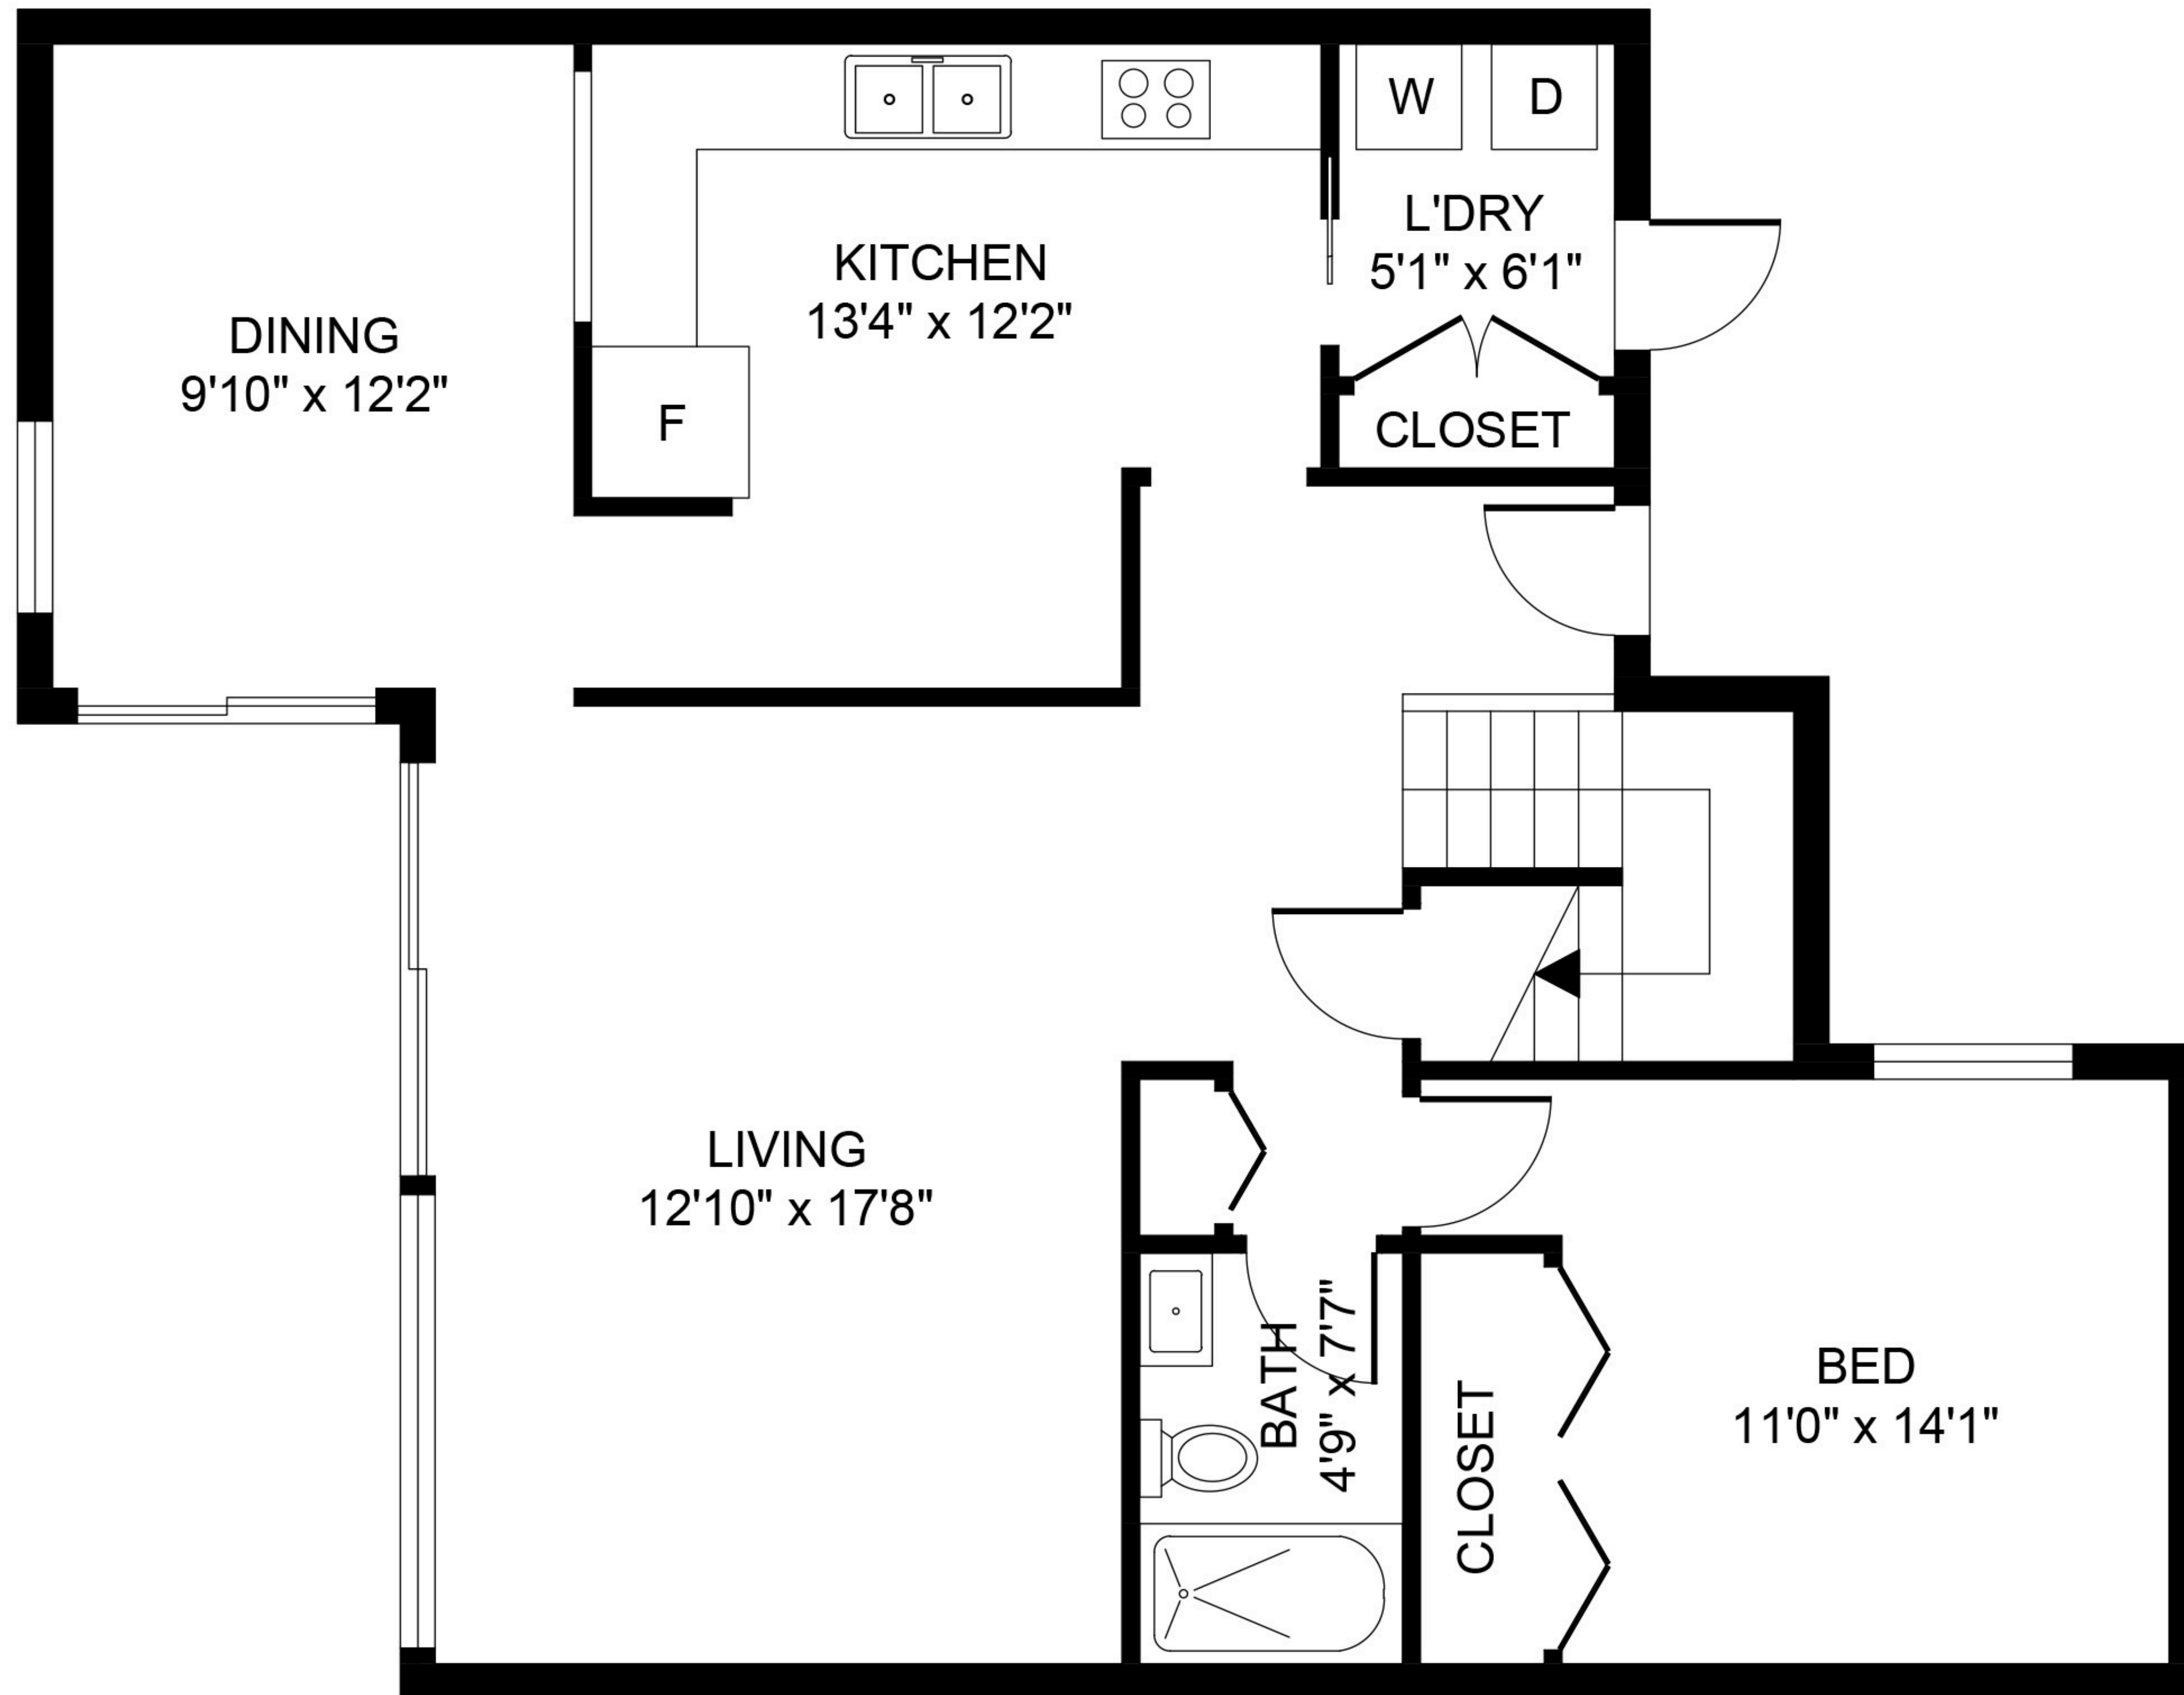 W
D
L'DRY
5'1" x 6'1"
KITCHEN
13'4" x 12'2"
DINING
9'10" x 12'2"
F
CLOSET
LIVING
12'10" x 17'8"
BATH
4'9" x 7'7"
CLOSET
BED
11'0" x 14'1"